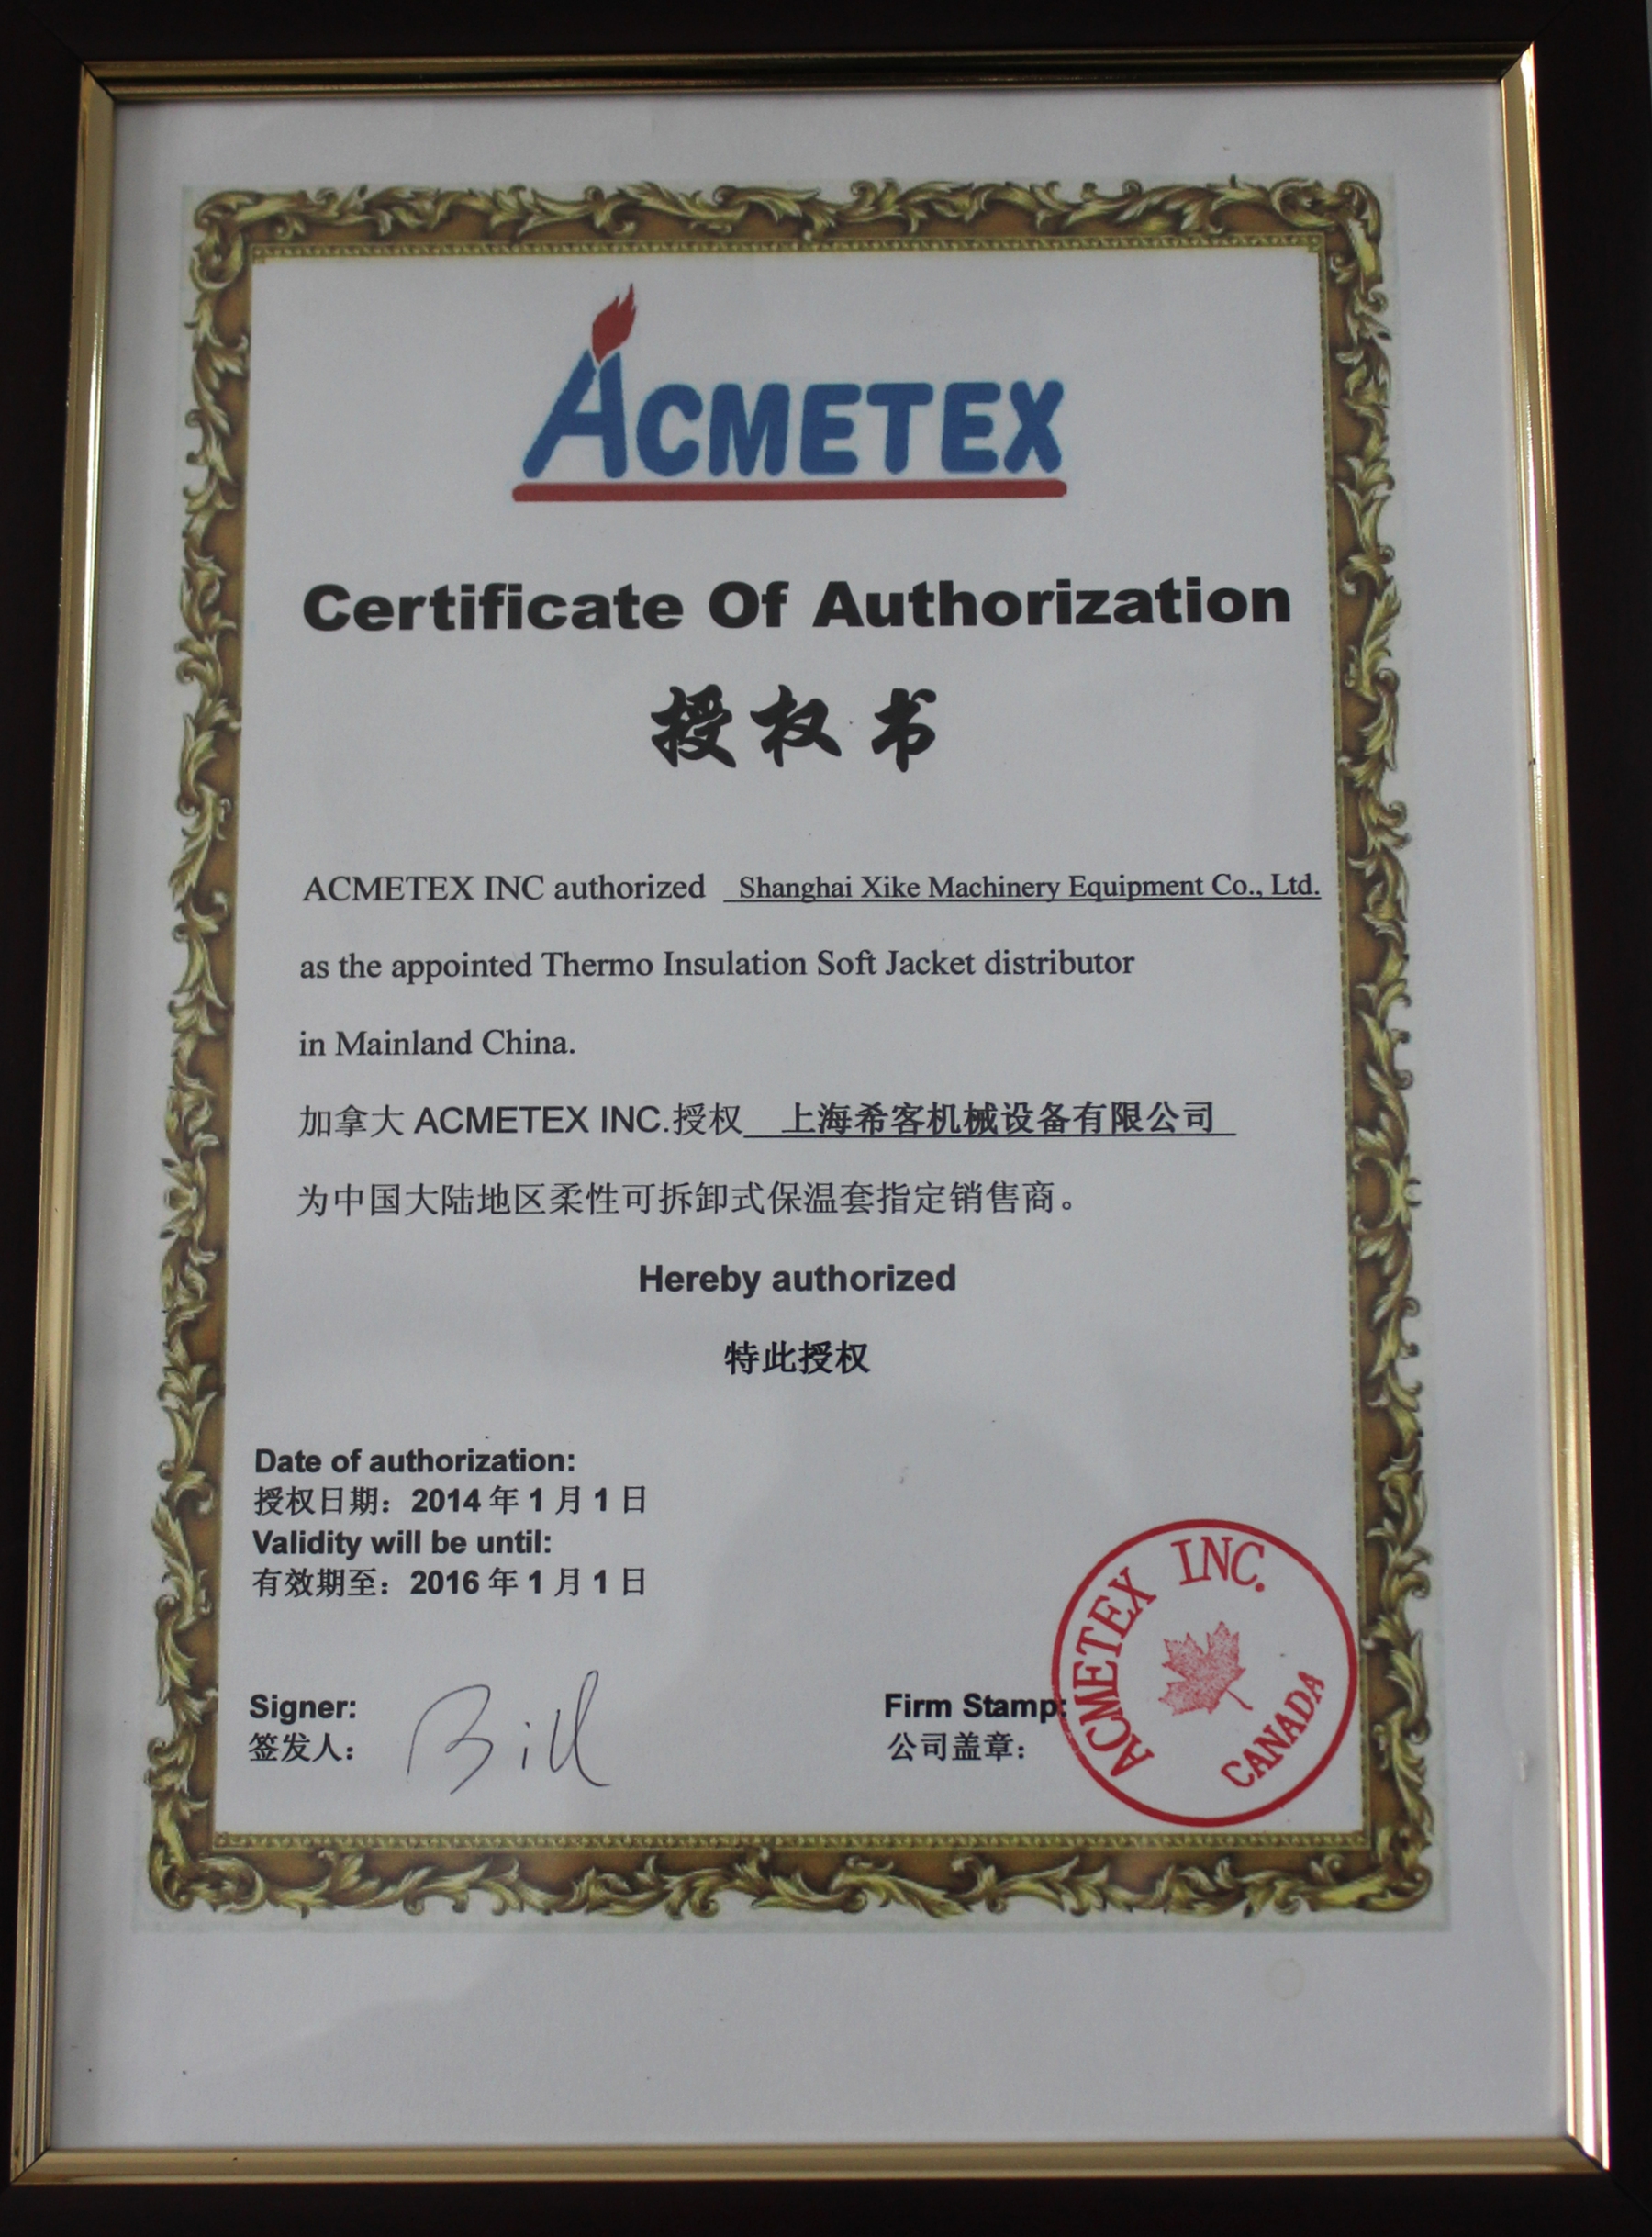 ACMETEX
Certificate Of Authorization
授权书
ACMETEX INC authorized Shanghai Xike Machinery Equipment Co., Ltd.
as the appointed Thermo Insulation Soft Jacket distributor
in Mainland China.
加拿大 ACMETEX INC.授权 上海希客机械设备有限公司
为中国大陆地区柔性可拆卸式保温套指定销售商。
Hereby authorized
特此授权
Date of authorization:
授权日期：2014 年 1 月 1 日
Validity will be until:
有效期至：2016 年 1 月 1 日
Signer:
签发人：
Bill
Firm Stamp:
公司盖章：
ACMETEX INC.
CANADA